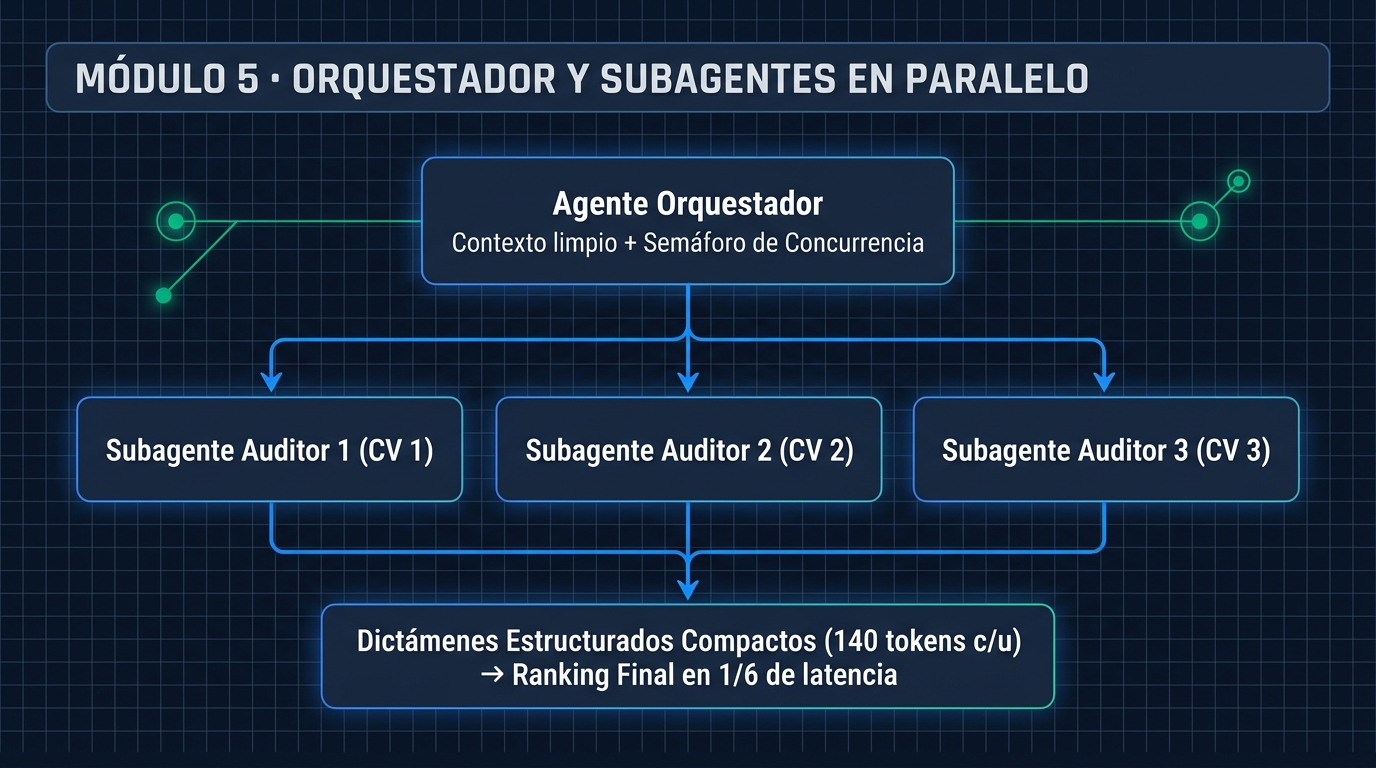 MÓDULO 5 · ORQUESTADOR Y SUBAGENTES EN PARALELO
Agente Orquestador
Contexto limpio + Semáforo de Concurrencia
Subagente Auditor 1 (CV 1)
Subagente Auditor 2 (CV 2)
Subagente Auditor 3 (CV 3)
Dictámenes Estructurados Compactos (140 tokens c/u)
→ Ranking Final en 1/6 de latencia